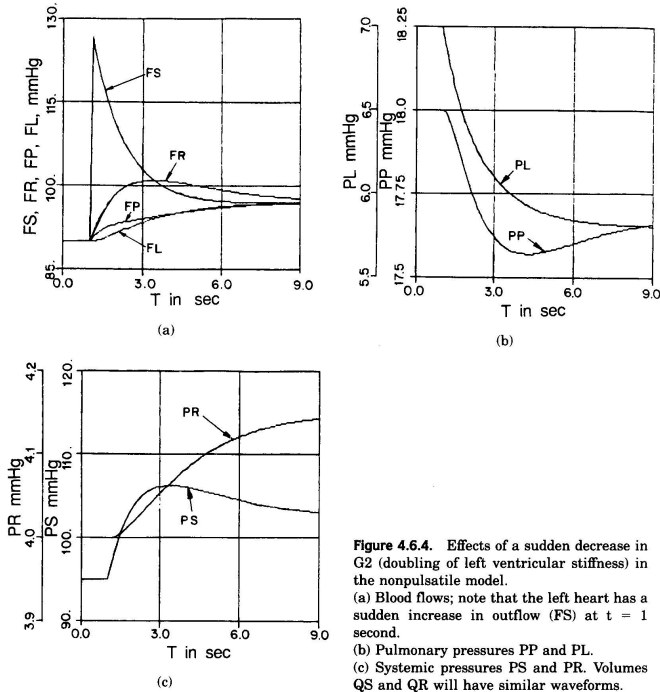 130.
115.
100.
85.
FS, FR, FP, FL, mmHg
FS
FR
FP
FL
0.0 3.0 6.0 9.0
T in sec
(a)
7.0
6.5
6.0
5.5
PL mmHg
18.25
18.0
17.75
17.5
PP mmHg
PL
PP
0.0 3.0 6.0 9.0
T in sec
(b)
4.2
4.1
4.0
3.9
PR mmHg
120.
110.
100.
90.
PS mmHg
PR
PS
0.0 3.0 6.0 9.0
T in sec
(c)
Figure 4.6.4. Effects of a sudden decrease in
G2 (doubling of left ventricular stiffness) in
the nonpulsatile model.
(a) Blood flows; note that the left heart has a
sudden increase in outflow (FS) at t = 1
second.
(b) Pulmonary pressures PP and PL.
(c) Systemic pressures PS and PR. Volumes
QS and QR will have similar waveforms.